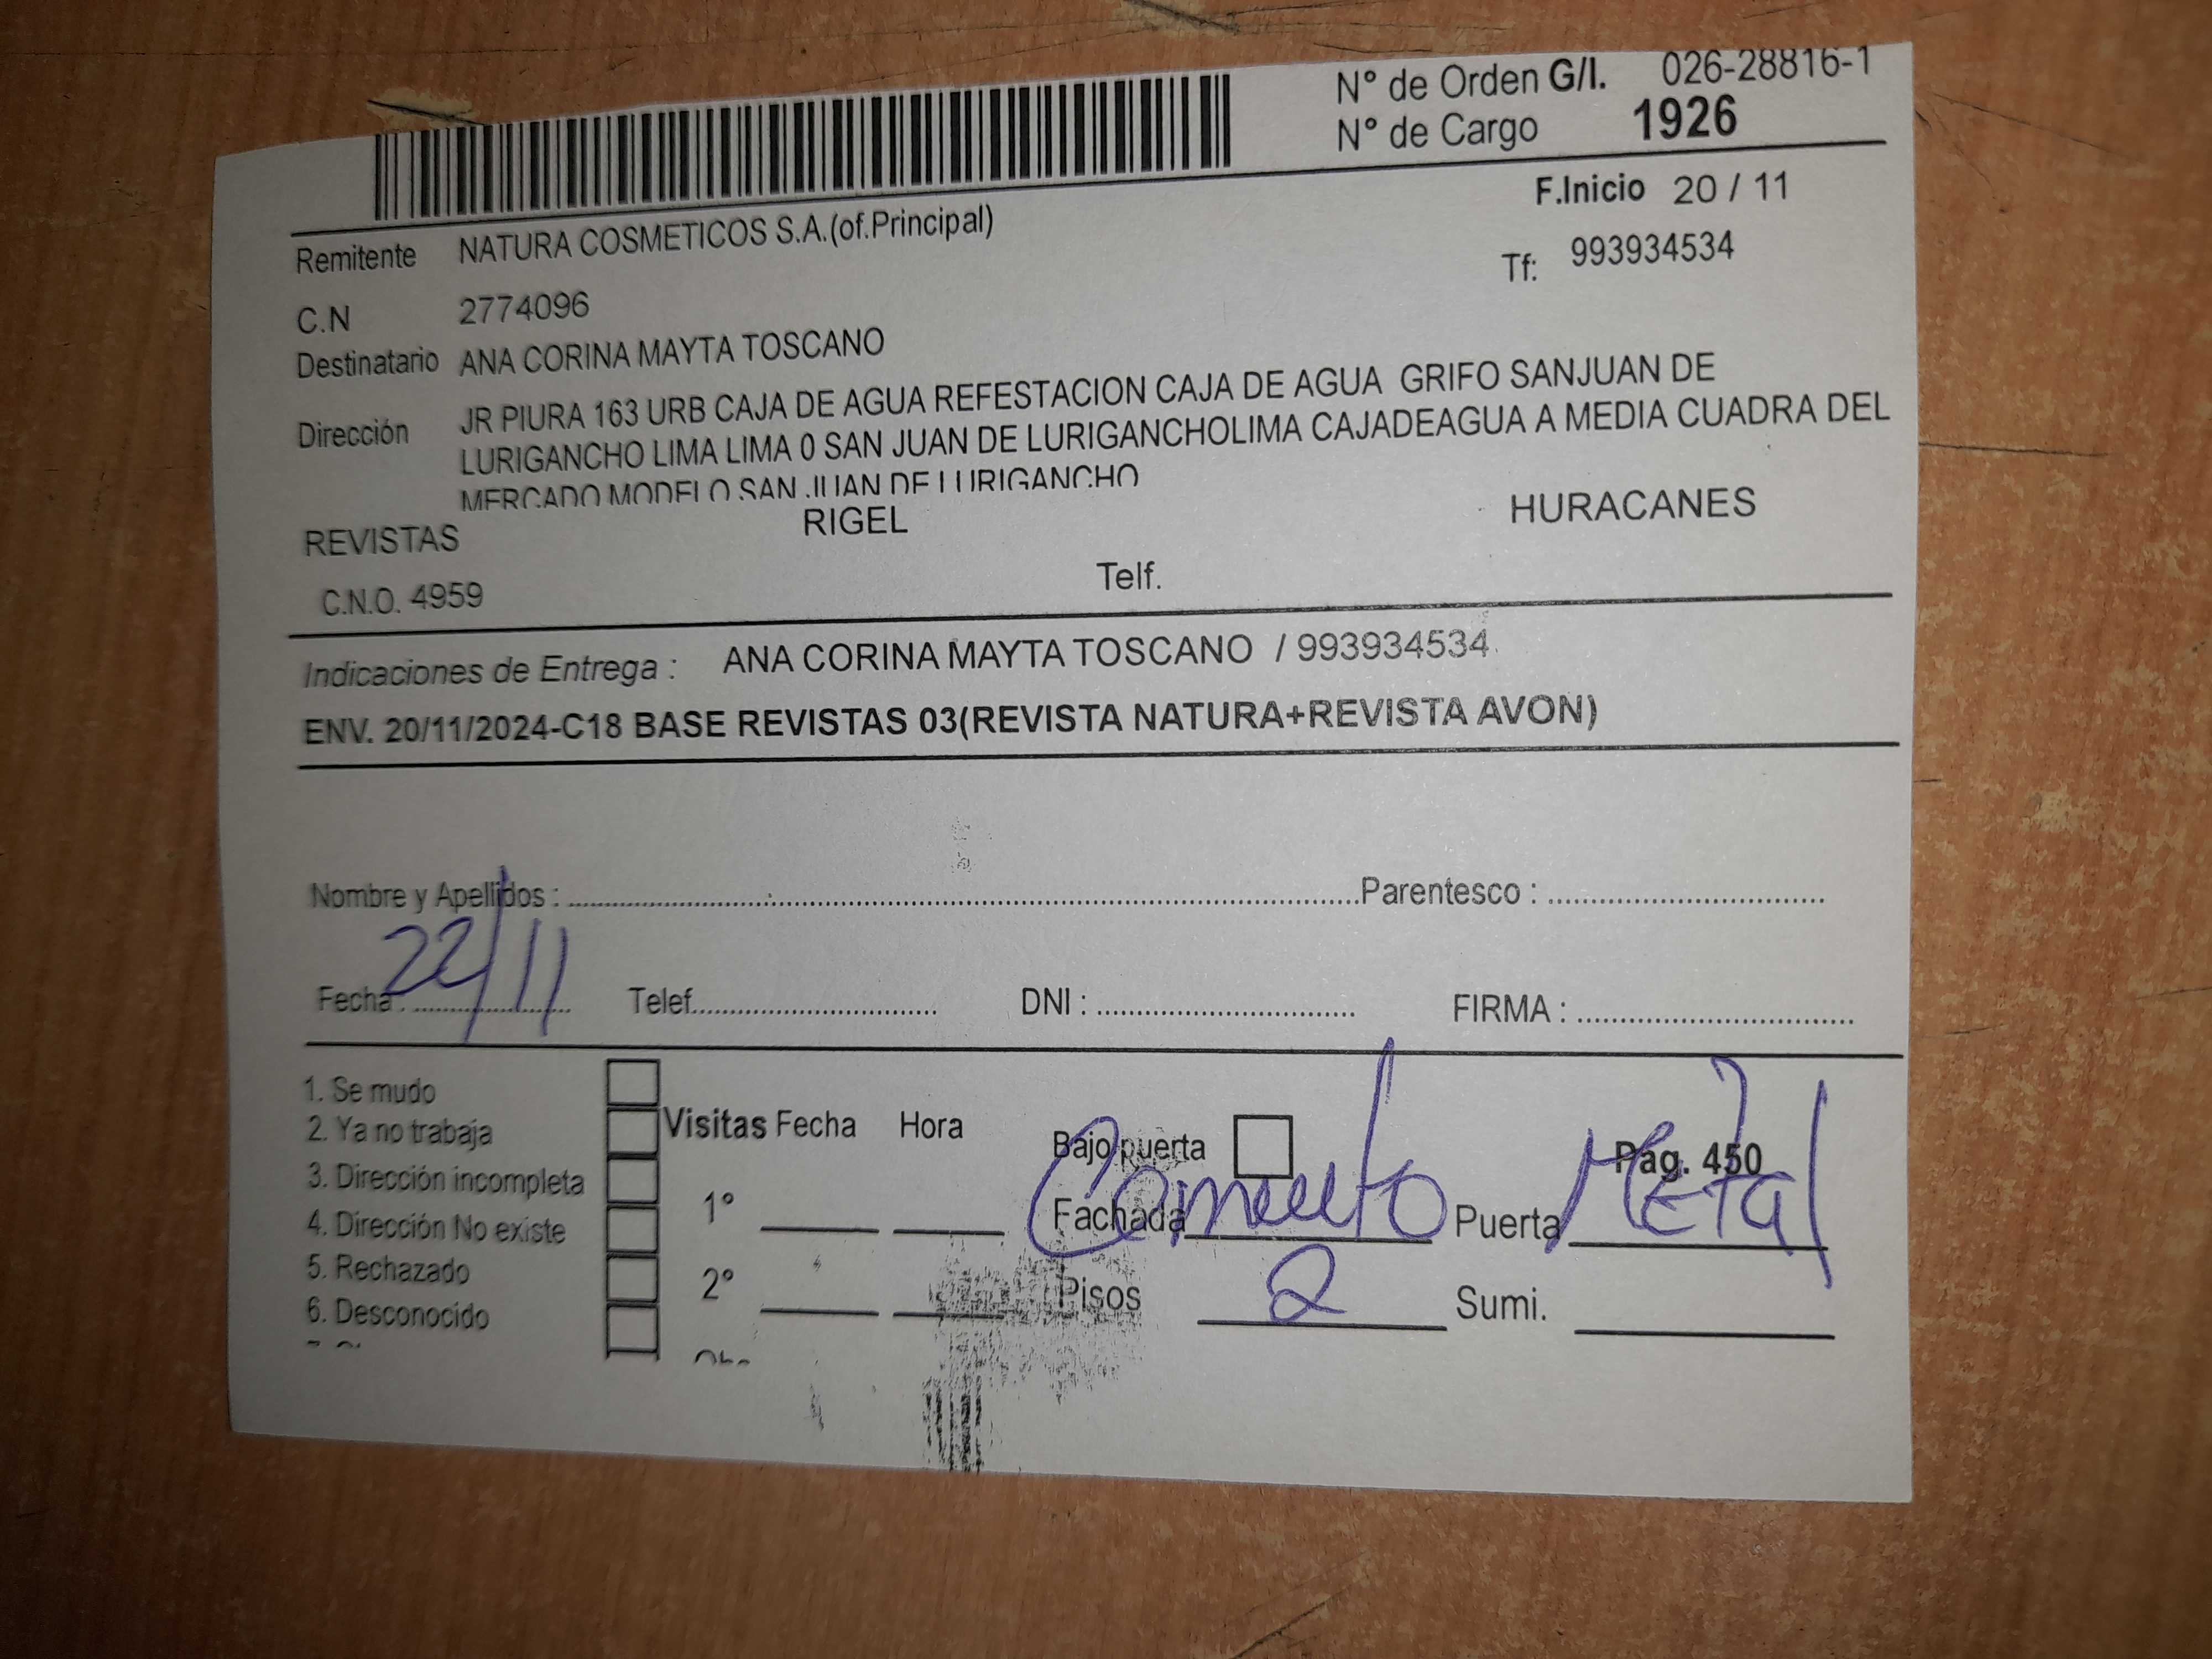 N° de Orden G/I. 026-28816-1
N° de Cargo 1926
F.Inicio 20 / 11
Remitente NATURA COSMETICOS S.A.(of.Principal)
Tf: 993934534
C.N 2774096
Destinatario ANA CORINA MAYTA TOSCANO
Dirección JR PIURA 163 URB CAJA DE AGUA REFESTACION CAJA DE AGUA GRIFO SANJUAN DE
LURIGANCHO LIMA LIMA 0 SAN JUAN DE LURIGANCHOLIMA CAJADEAGUA A MEDIA CUADRA DEL
MERCADO MODELO SAN JUAN DE LURIGANCHO
REVISTAS RIGEL HURACANES
C.N.O. 4959 Telf.
Indicaciones de Entrega : ANA CORINA MAYTA TOSCANO / 993934534
ENV. 20/11/2024-C18 BASE REVISTAS 03(REVISTA NATURA+REVISTA AVON)
Nombre y Apellidos : Parentesco :
Fecha : 22/11 Telef. DNI : FIRMA :
1. Se mudo
2. Ya no trabaja
3. Dirección incompleta
4. Dirección No existe
5. Rechazado
6. Desconocido
Visitas Fecha Hora
1°
2°
Bajo puerta Pag. 450
Fachada Cemento Puerta Metal
Pisos 2 Sumi.